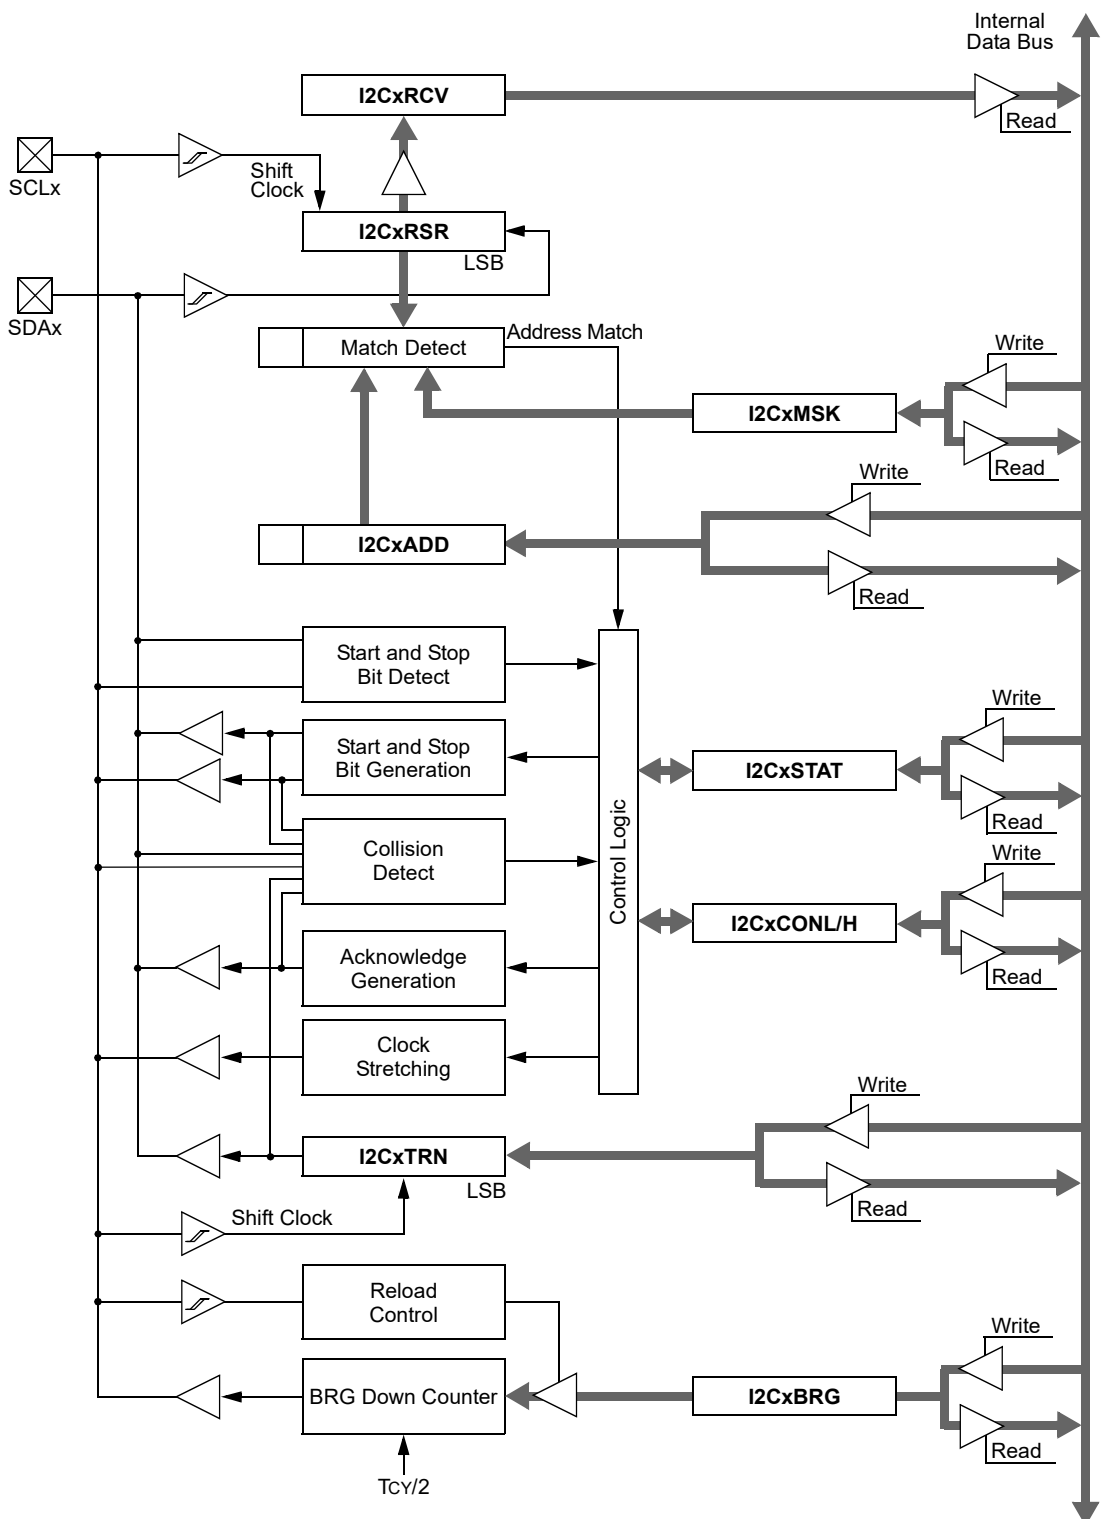 Internal
Data Bus
I2CxRCV
Read
SCLx
Shift
Clock
I2CxRSR
LSB
SDAx
Address Match
Match Detect
Write
I2CxMSK
Read
Write
I2CxADD
Read
Start and Stop
Bit Detect
Write
Start and Stop
Bit Generation
I2CxSTAT
Read
Control Logic
Collision
Detect
Write
I2CxCONL/H
Read
Acknowledge
Generation
Clock
Stretching
Write
I2CxTRN
LSB
Read
Shift Clock
Reload
Control
Write
BRG Down Counter
I2CxBRG
Read
TCY/2